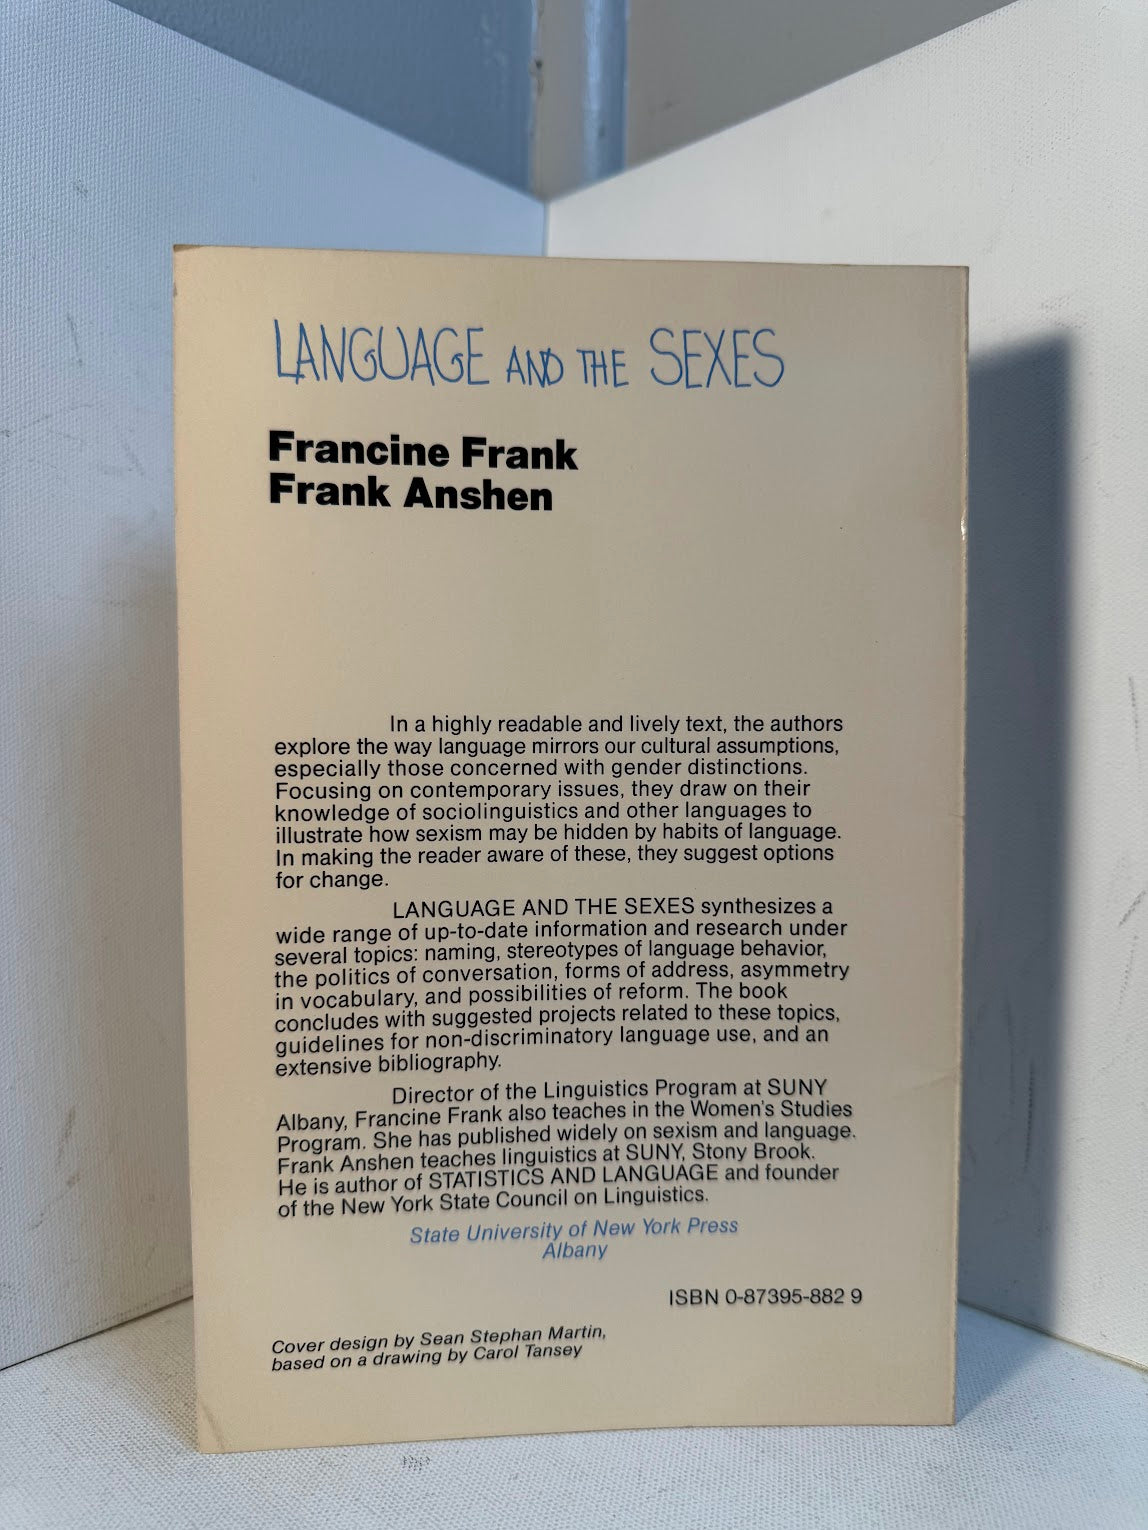 LANGUAGE AND THE SEXES
Francine Frank
Frank Anshen
In a highly readable and lively text, the authors
explore the way language mirrors our cultural assumptions,
especially those concerned with gender distinctions.
Focusing on contemporary issues, they draw on their
knowledge of sociolinguistics and other languages to
illustrate how sexism may be hidden by habits of language.
In making the reader aware of these, they suggest options
for change.
LANGUAGE AND THE SEXES synthesizes a
wide range of up-to-date information and research under
several topics: naming, stereotypes of language behavior,
the politics of conversation, forms of address, asymmetry
in vocabulary, and possibilities of reform. The book
concludes with suggested projects related to these topics,
guidelines for non-discriminatory language use, and an
extensive bibliography.
Director of the Linguistics Program at SUNY
Albany, Francine Frank also teaches in the Women's Studies
Program. She has published widely on sexism and language.
Frank Anshen teaches linguistics at SUNY, Stony Brook.
He is author of STATISTICS AND LANGUAGE and founder
of the New York State Council on Linguistics.
State University of New York Press
Albany
ISBN 0-87395-882 9
Cover design by Sean Stephan Martin,
based on a drawing by Carol Tansey